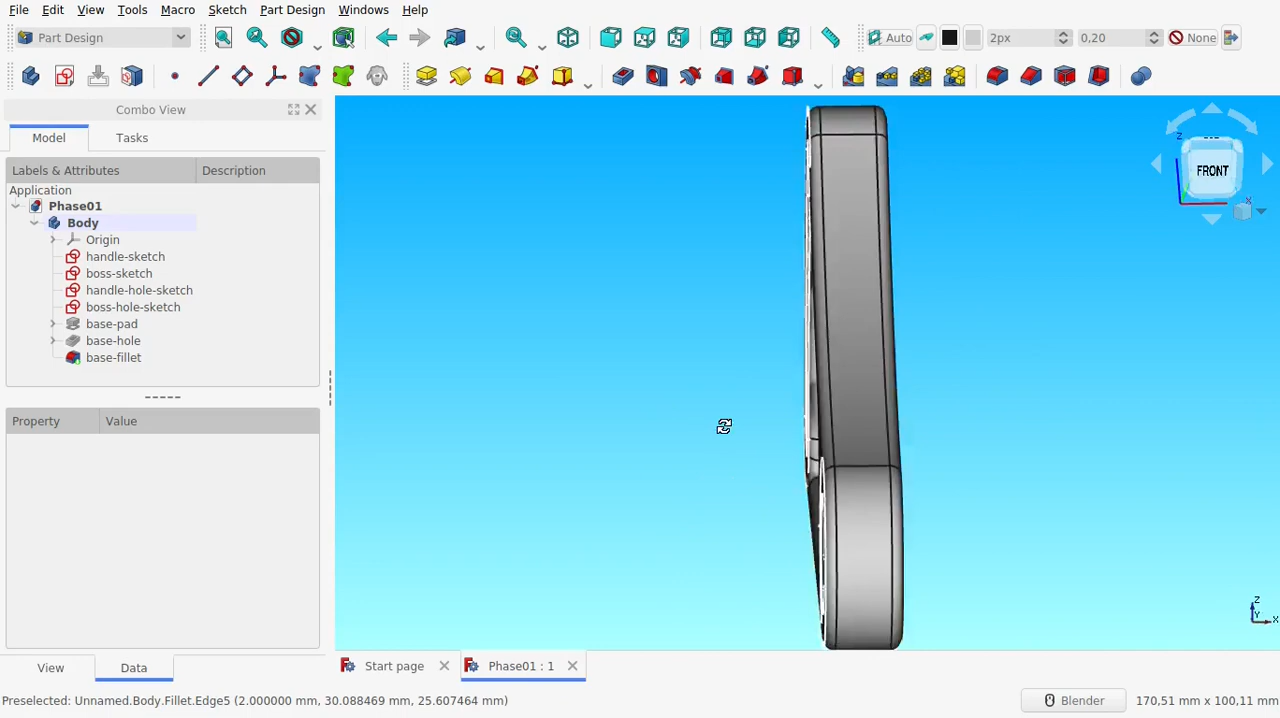 File Edit View Tools Macro Sketch Part Design Windows Help
Part Design Auto 2px 0,20 None
Combo View
Model Tasks
Labels & Attributes Description
Application
Phase01
Body
Origin
handle-sketch
boss-sketch
handle-hole-sketch
boss-hole-sketch
base-pad
base-hole
base-fillet
Property Value
View Data
FRONT
Z
X
Z
Y
X
Start page Phase01 : 1
Preselected: Unnamed.Body.Fillet.Edge5 (2.000000 mm, 30.088469 mm, 25.607464 mm) Blender 170,51 mm x 100,11 mm